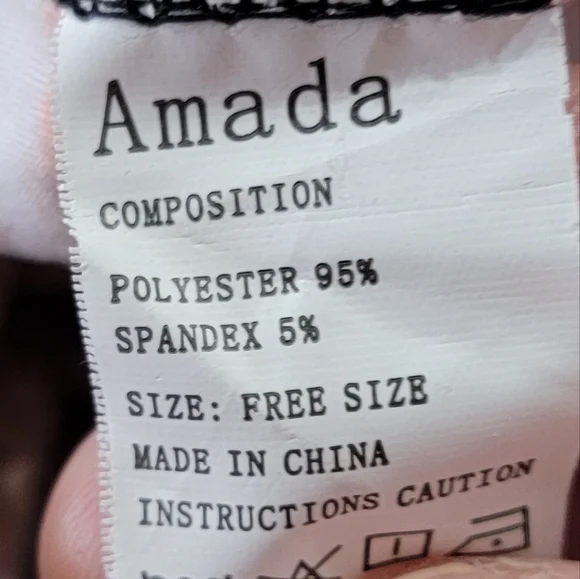 Amada
COMPOSITION
POLYESTER 95%
SPANDEX 5%
SIZE: FREE SIZE
MADE IN CHINA
INSTRUCTIONS CAUTION